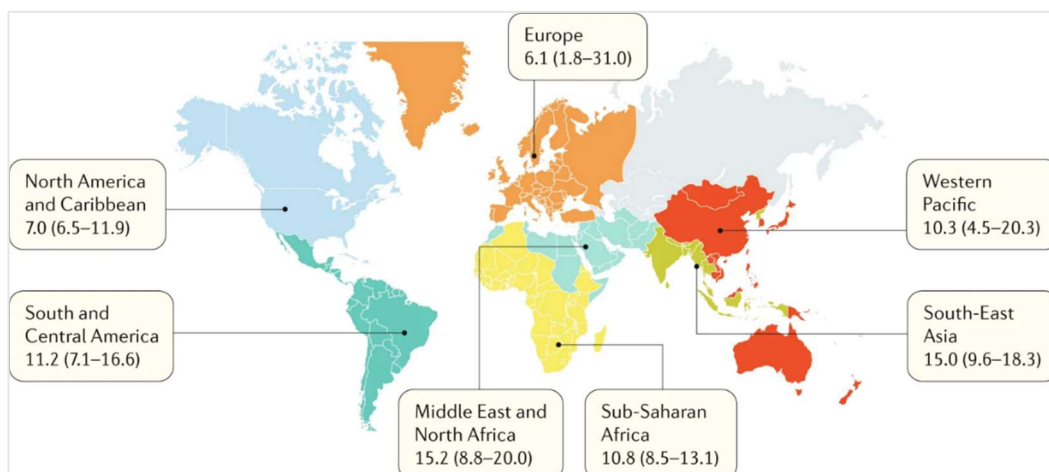 Europe
6.1 (1.8–31.0)
North America
and Caribbean
7.0 (6.5–11.9)
Western
Pacific
10.3 (4.5–20.3)
South and
Central America
11.2 (7.1–16.6)
South-East
Asia
15.0 (9.6–18.3)
Middle East and
North Africa
15.2 (8.8–20.0)
Sub-Saharan
Africa
10.8 (8.5–13.1)